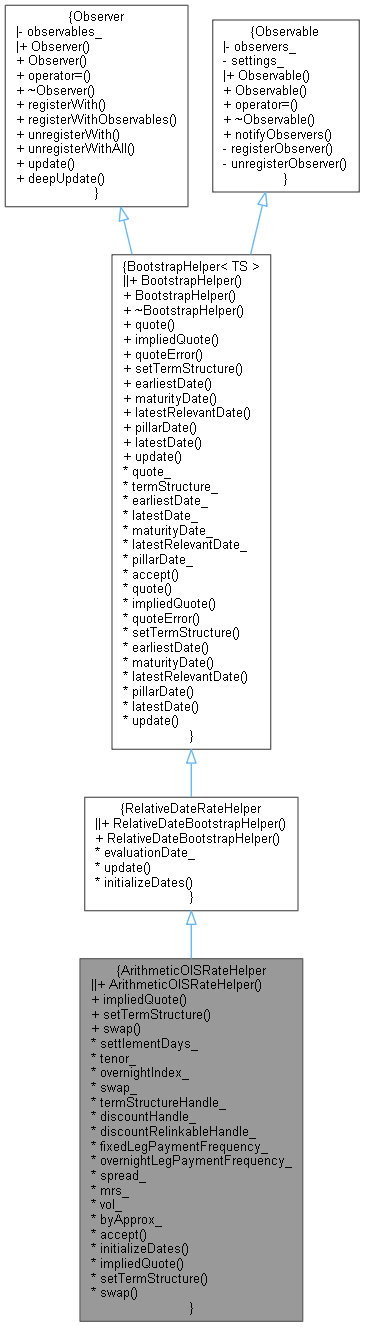 {Observer
|- observables_
|+ Observer()
+ Observer()
+ operator=()
+ ~Observer()
+ registerWith()
+ registerWithObservables()
+ unregisterWith()
+ unregisterWithAll()
+ update()
+ deepUpdate()
}
{Observable
|- observers_
- settings_
|+ Observable()
+ Observable()
+ operator=()
+ ~Observable()
+ notifyObservers()
- registerObserver()
- unregisterObserver()
}
{BootstrapHelper< TS >
||+ BootstrapHelper()
+ BootstrapHelper()
+ ~BootstrapHelper()
+ quote()
+ impliedQuote()
+ quoteError()
+ setTermStructure()
+ earliestDate()
+ maturityDate()
+ latestRelevantDate()
+ pillarDate()
+ latestDate()
+ update()
* quote_
* termStructure_
* earliestDate_
* latestDate_
* maturityDate_
* latestRelevantDate_
* pillarDate_
* accept()
* quote()
* impliedQuote()
* quoteError()
* setTermStructure()
* earliestDate()
* maturityDate()
* latestRelevantDate()
* pillarDate()
* latestDate()
* update()
}
{RelativeDateRateHelper
||+ RelativeDateBootstrapHelper()
+ RelativeDateBootstrapHelper()
* evaluationDate_
* update()
* initializeDates()
}
{ArithmeticOISRateHelper
||+ ArithmeticOISRateHelper()
+ impliedQuote()
+ setTermStructure()
+ swap()
* settlementDays_
* tenor_
* overnightIndex_
* swap_
* termStructureHandle_
* discountHandle_
* discountRelinkableHandle_
* fixedLegPaymentFrequency_
* overnightLegPaymentFrequency_
* spread_
* mrs_
* vol_
* byApprox_
* accept()
* initializeDates()
* impliedQuote()
* setTermStructure()
* swap()
}